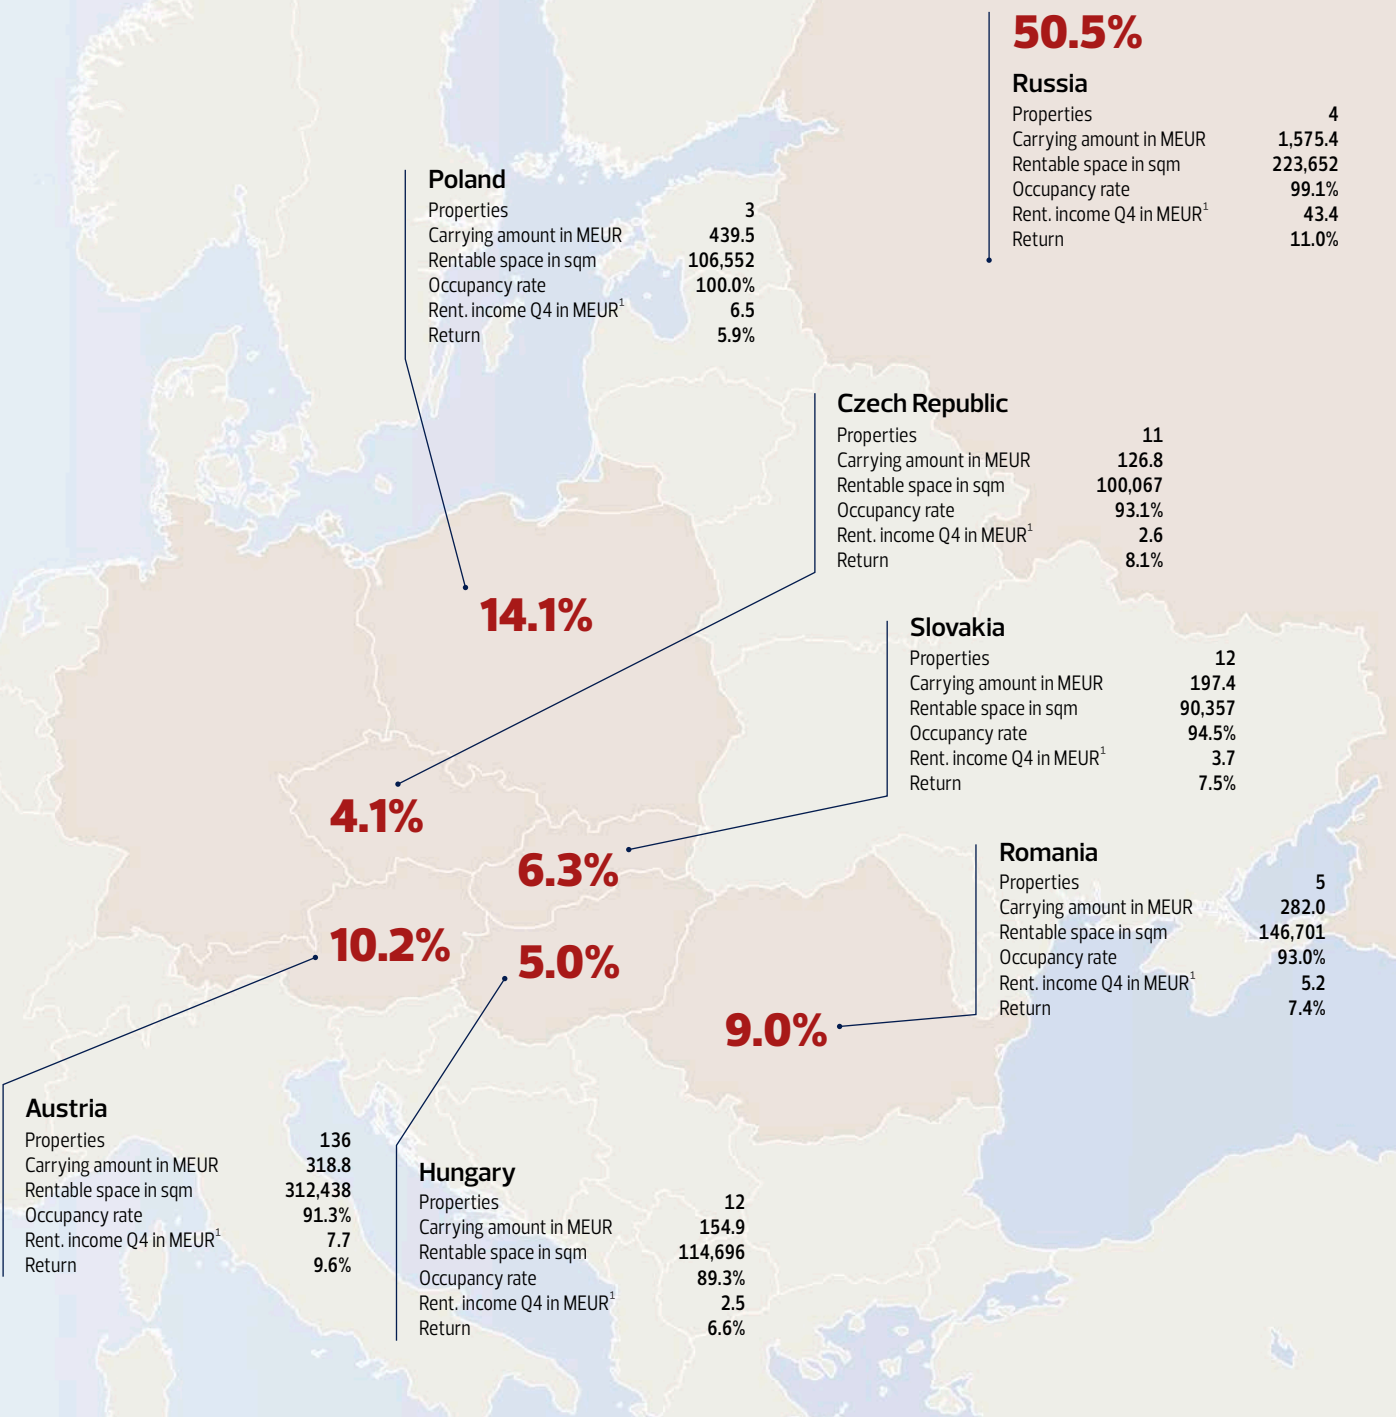 50.5%
Russia
Properties 4
Carrying amount in MEUR 1,575.4
Rentable space in sqm 223,652
Occupancy rate 99.1%
Rent. income Q4 in MEUR¹ 43.4
Return 11.0%
Poland
Properties 3
Carrying amount in MEUR 439.5
Rentable space in sqm 106,552
Occupancy rate 100.0%
Rent. income Q4 in MEUR¹ 6.5
Return 5.9%
14.1%
Czech Republic
Properties 11
Carrying amount in MEUR 126.8
Rentable space in sqm 100,067
Occupancy rate 93.1%
Rent. income Q4 in MEUR¹ 2.6
Return 8.1%
4.1%
Slovakia
Properties 12
Carrying amount in MEUR 197.4
Rentable space in sqm 90,357
Occupancy rate 94.5%
Rent. income Q4 in MEUR¹ 3.7
Return 7.5%
6.3%
Romania
Properties 5
Carrying amount in MEUR 282.0
Rentable space in sqm 146,701
Occupancy rate 93.0%
Rent. income Q4 in MEUR¹ 5.2
Return 7.4%
9.0%
10.2%
Austria
Properties 136
Carrying amount in MEUR 318.8
Rentable space in sqm 312,438
Occupancy rate 91.3%
Rent. income Q4 in MEUR¹ 7.7
Return 9.6%
5.0%
Hungary
Properties 12
Carrying amount in MEUR 154.9
Rentable space in sqm 114,696
Occupancy rate 89.3%
Rent. income Q4 in MEUR¹ 2.5
Return 6.6%